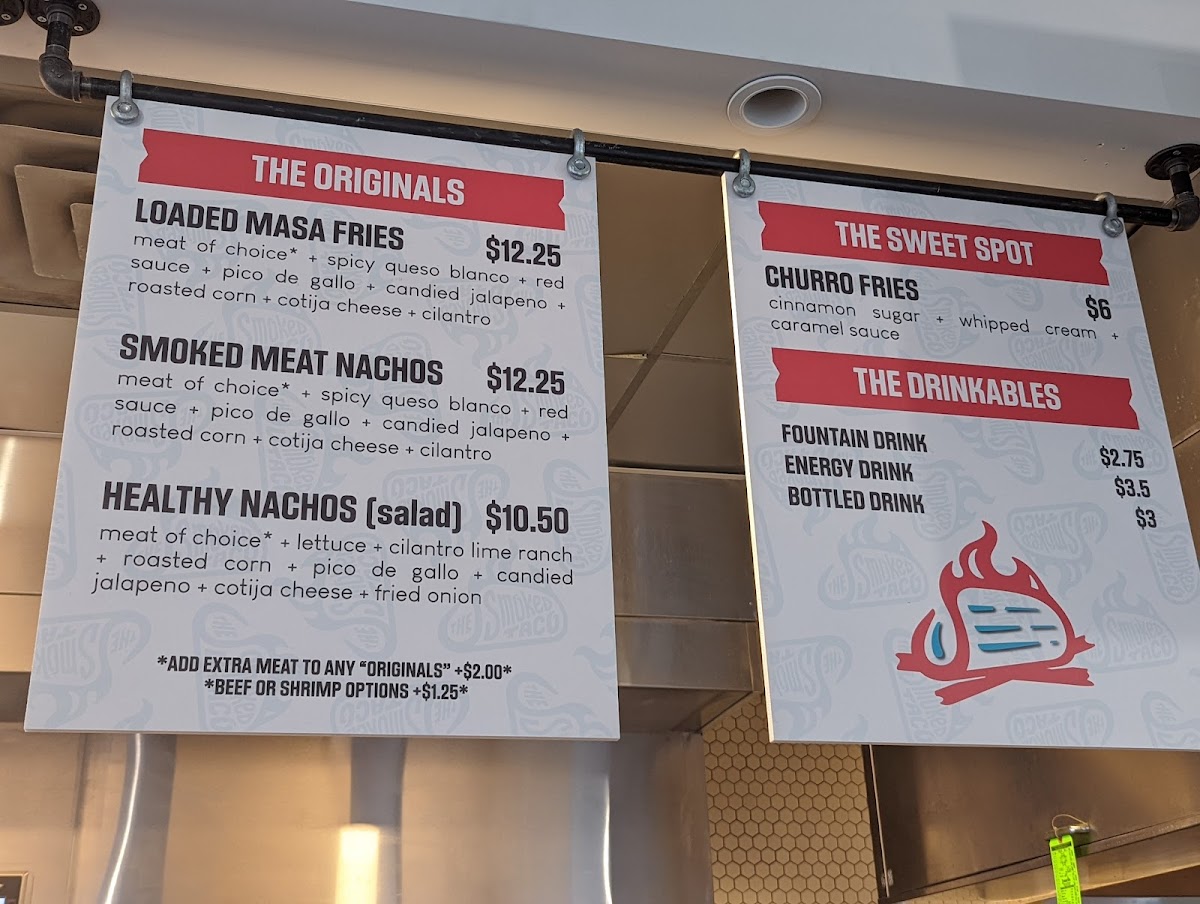 THE ORIGINALS
LOADED MASA FRIES $12.25
meat of choice* + spicy queso blanco + red
sauce + pico de gallo + candied jalapeno +
roasted corn + cotija cheese + cilantro
SMOKED MEAT NACHOS $12.25
meat of choice* + spicy queso blanco + red
sauce + pico de gallo + candied jalapeno +
roasted corn + cotija cheese + cilantro
HEALTHY NACHOS (salad) $10.50
meat of choice* + lettuce + cilantro lime ranch
+ roasted corn + pico de gallo + candied
jalapeno + cotija cheese + fried onion
*ADD EXTRA MEAT TO ANY “ORIGINALS” +$2.00*
*BEEF OR SHRIMP OPTIONS +$1.25*
THE SMOKED TACO
THE SWEET SPOT
CHURRO FRIES $6
cinnamon sugar + whipped cream +
caramel sauce
THE DRINKABLES
FOUNTAIN DRINK $2.75
ENERGY DRINK $3.5
BOTTLED DRINK $3